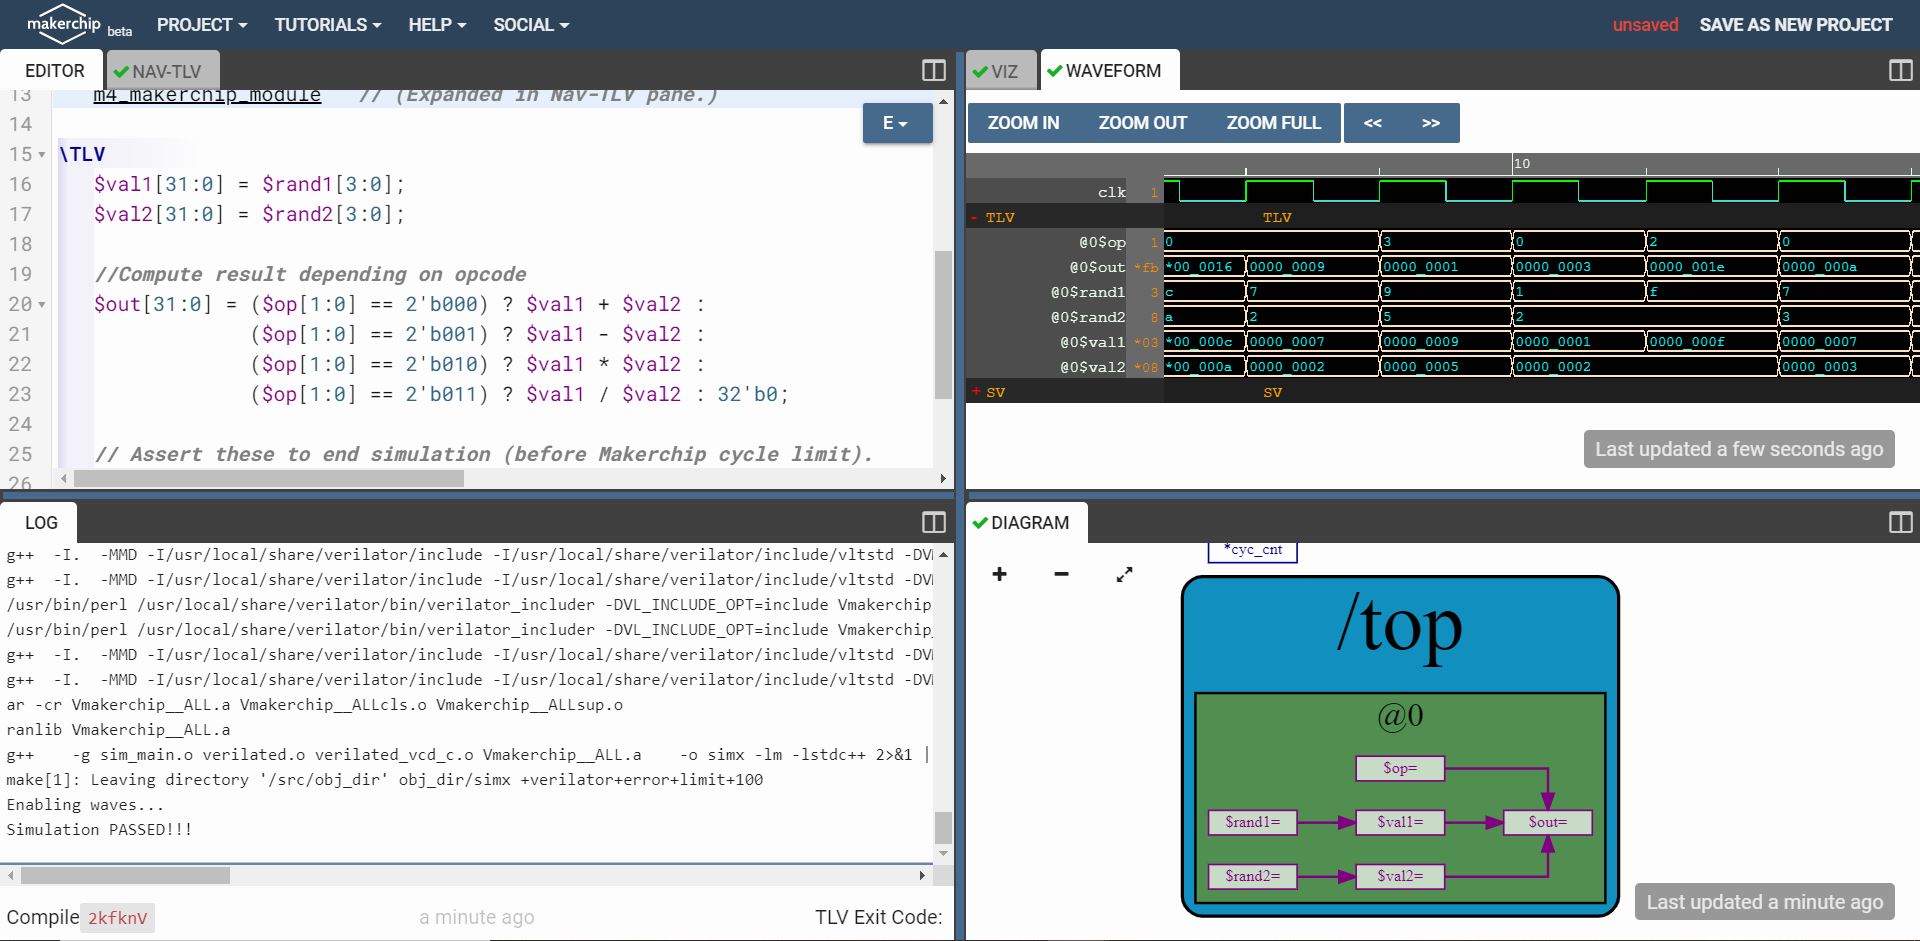 makerchip beta PROJECT TUTORIALS HELP SOCIAL unsaved SAVE AS NEW PROJECT
EDITOR NAV-TLV
13 m4_makerchip_module // (Expanded in Nav-TLV pane.)
14
15 \TLV
16 $val1[31:0] = $rand1[3:0];
17 $val2[31:0] = $rand2[3:0];
18
19 //Compute result depending on opcode
20 $out[31:0] = ($op[1:0] == 2'b000) ? $val1 + $val2 :
21 ($op[1:0] == 2'b001) ? $val1 - $val2 :
22 ($op[1:0] == 2'b010) ? $val1 * $val2 :
23 ($op[1:0] == 2'b011) ? $val1 / $val2 : 32'b0;
24
25 // Assert these to end simulation (before Makerchip cycle limit).
26
E
VIZ WAVEFORM
ZOOM IN ZOOM OUT ZOOM FULL << >>
10
clk 1
- TLV TLV
@0$op 1 0 3 0 2 0
@0$out *fb *00_0016 0000_0009 0000_0001 0000_0003 0000_001e 0000_000a
@0$rand1 3 c 7 9 1 f 7
@0$rand2 8 a 2 5 2 3
@0$val1 *03 *00_000c 0000_0007 0000_0009 0000_0001 0000_000f 0000_0007
@0$val2 *08 *00_000a 0000_0002 0000_0005 0000_0002 0000_0003
+ SV SV
Last updated a few seconds ago
LOG
g++ -I. -MMD -I/usr/local/share/verilator/include -I/usr/local/share/verilator/include/vltstd -DV
g++ -I. -MMD -I/usr/local/share/verilator/include -I/usr/local/share/verilator/include/vltstd -DV
/usr/bin/perl /usr/local/share/verilator/bin/verilator_includer -DVL_INCLUDE_OPT=include Vmakerchip_
/usr/bin/perl /usr/local/share/verilator/bin/verilator_includer -DVL_INCLUDE_OPT=include Vmakerchip_
g++ -I. -MMD -I/usr/local/share/verilator/include -I/usr/local/share/verilator/include/vltstd -DV
g++ -I. -MMD -I/usr/local/share/verilator/include -I/usr/local/share/verilator/include/vltstd -DV
ar -cr Vmakerchip__ALL.a Vmakerchip__ALLcls.o Vmakerchip__ALLsup.o
ranlib Vmakerchip__ALL.a
g++ -g sim_main.o verilated.o verilated_vcd_c.o Vmakerchip__ALL.a -o simx -lm -lstdc++ 2>&1 |
make[1]: Leaving directory '/src/obj_dir' obj_dir/simx +verilator+error+limit+100
Enabling waves...
Simulation PASSED!!!
Compile 2kfknV a minute ago TLV Exit Code:
DIAGRAM
*cyc_cnt
/top
@0
$op=
$rand1= $val1= $out=
$rand2= $val2=
Last updated a minute ago